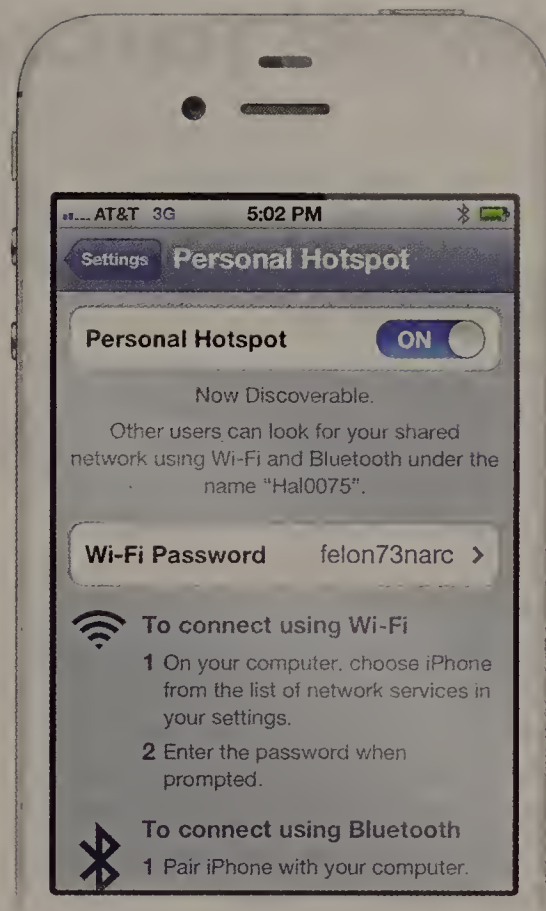 AT&T 3G 5:02 PM
Settings Personal Hotspot
Personal Hotspot ON
Now Discoverable.
Other users can look for your shared
network using Wi-Fi and Bluetooth under the
name “Hal0075”.
Wi-Fi Password felon73narc >
To connect using Wi-Fi
1 On your computer, choose iPhone
from the list of network services in
your settings.
2 Enter the password when
prompted.
To connect using Bluetooth
1 Pair iPhone with your computer.